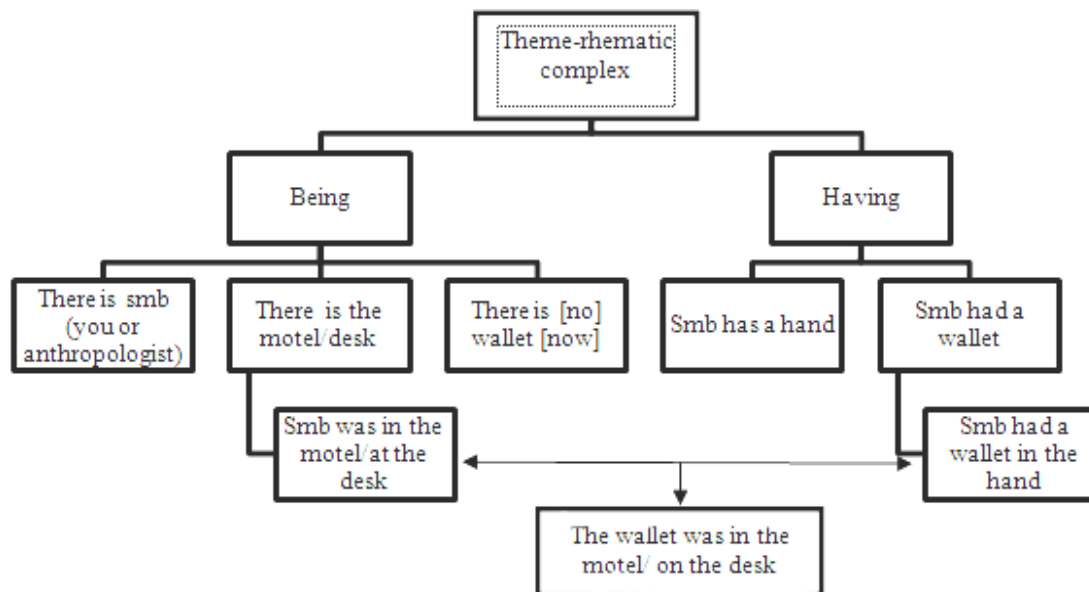 Theme-rhematic
complex
Being
Having
There is smb
(you or
anthropologist)
There is the
motel/desk
There is [no]
wallet [now]
Smb has a hand
Smb had a
wallet
Smb was in the
motel/at the
desk
Smb had a
wallet in the
hand
The wallet was in the
motel/ on the desk